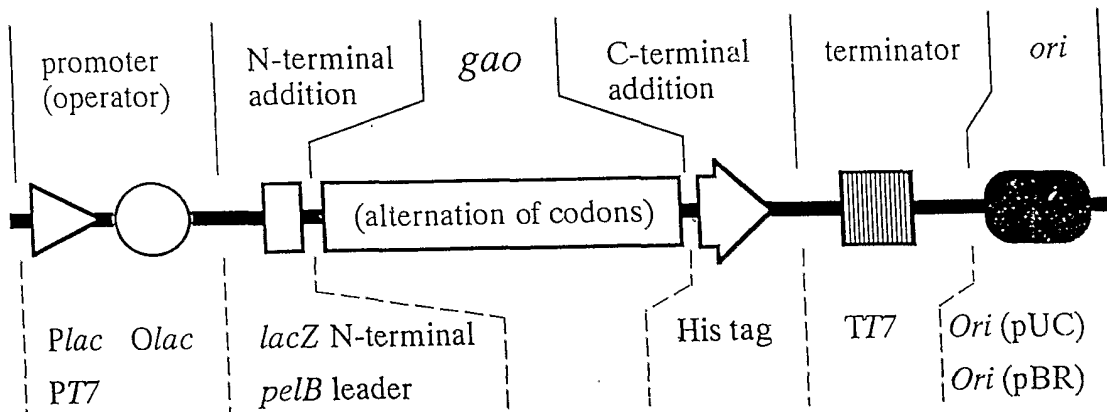 promoter
(operator)
N-terminal
addition
gao
C-terminal
addition
terminator
ori
(alternation of codons)
Plac Olac
PT7
lacZ N-terminal
pelB leader
His tag
TT7
Ori (pUC)
Ori (pBR)